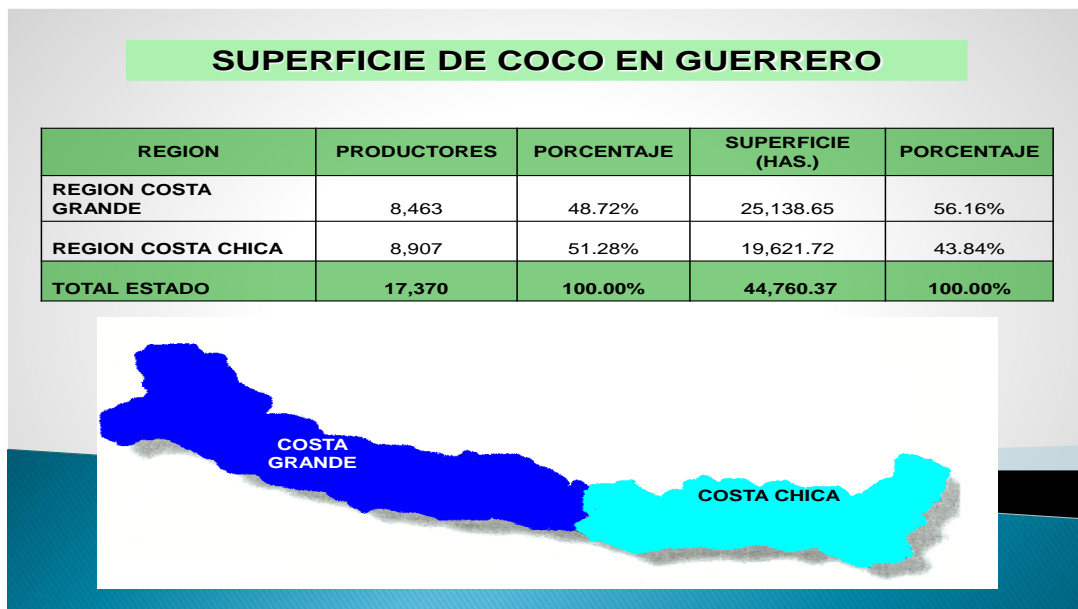 SUPERFICIE DE COCO EN GUERRERO
REGION PRODUCTORES PORCENTAJE SUPERFICIE (HAS.) PORCENTAJE
REGION COSTA GRANDE 8,463 48.72% 25,138.65 56.16%
REGION COSTA CHICA 8,907 51.28% 19,621.72 43.84%
TOTAL ESTADO 17,370 100.00% 44,760.37 100.00%
COSTA
GRANDE
COSTA CHICA